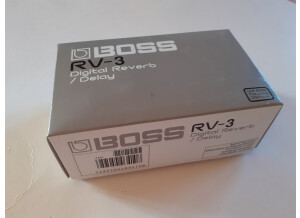 BOSS
RV-3
Digital Reverb
/ Delay
BOSS
RV-3
Digital Reverb
/ Delay